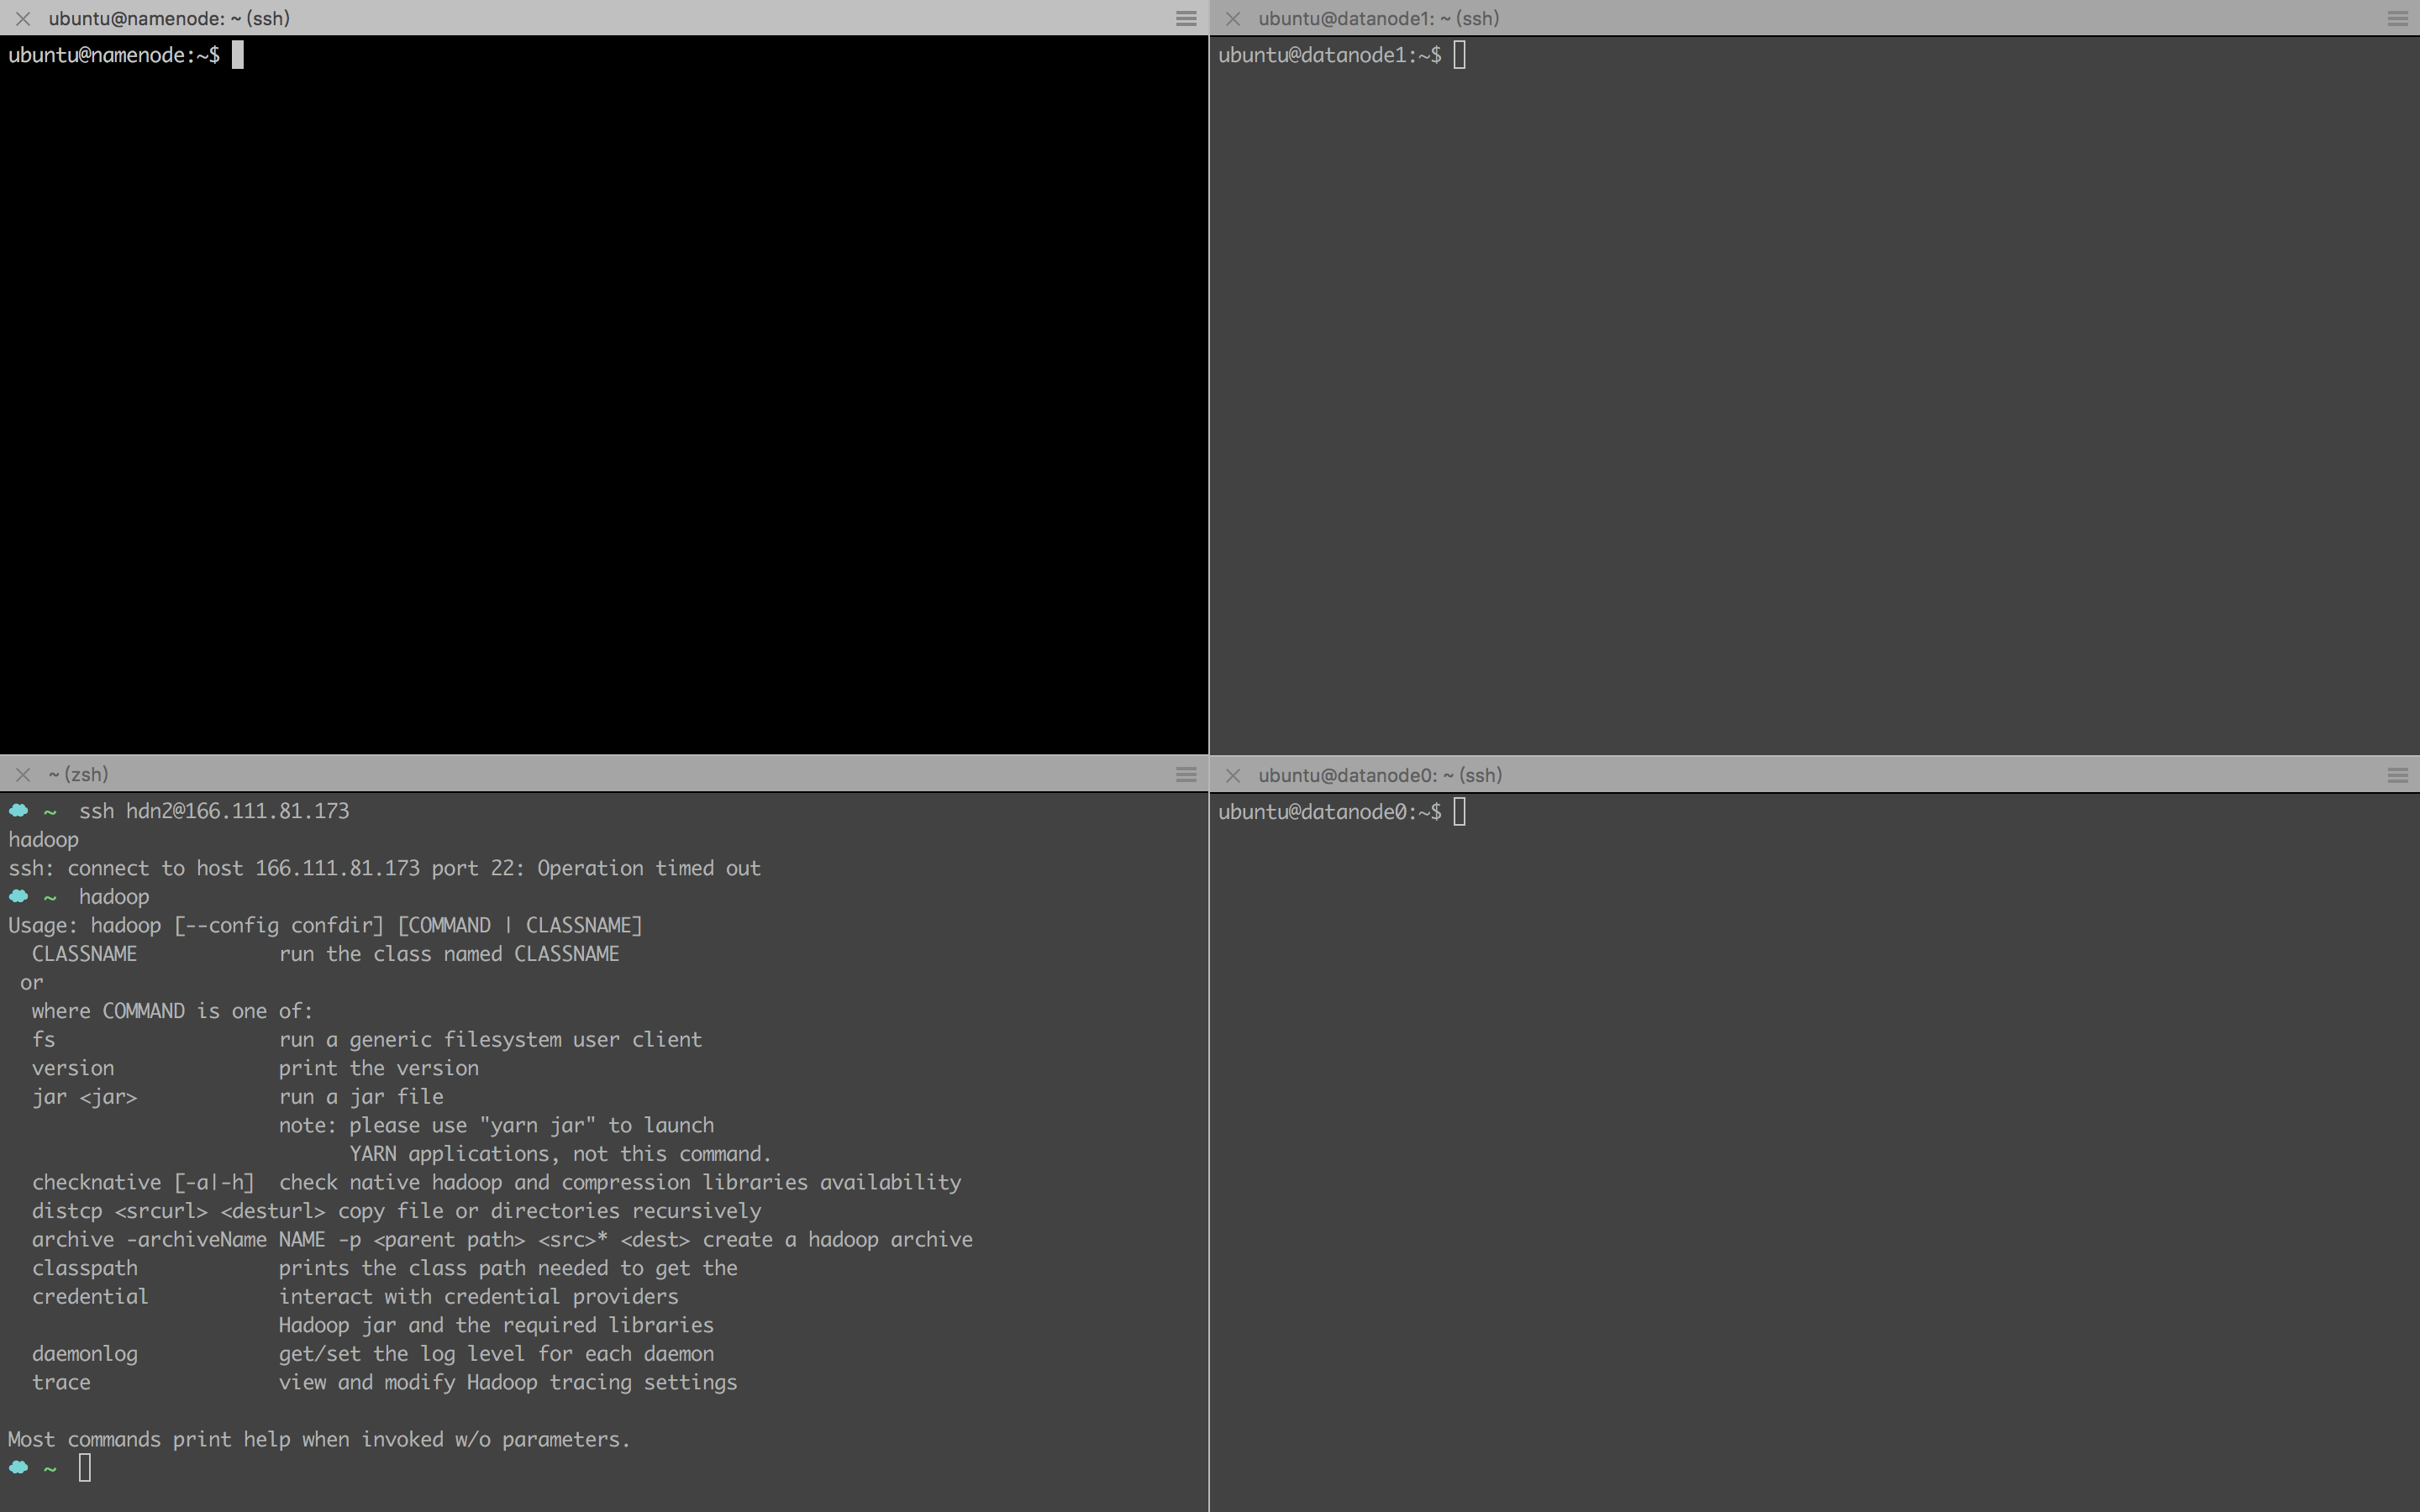 ubuntu@namenode: ~ (ssh)
ubuntu@namenode:~$
ubuntu@datanode1: ~ (ssh)
ubuntu@datanode1:~$
~ (zsh)
~ ssh hdn2@166.111.81.173
hadoop
ssh: connect to host 166.111.81.173 port 22: Operation timed out
~ hadoop
Usage: hadoop [--config confdir] [COMMAND | CLASSNAME]
  CLASSNAME            run the class named CLASSNAME
 or
  where COMMAND is one of:
  fs                   run a generic filesystem user client
  version              print the version
  jar <jar>            run a jar file
                       note: please use "yarn jar" to launch
                             YARN applications, not this command.
  checknative [-a|-h]  check native hadoop and compression libraries availability
  distcp <srcurl> <desturl> copy file or directories recursively
  archive -archiveName NAME -p <parent path> <src>* <dest> create a hadoop archive
  classpath            prints the class path needed to get the
  credential           interact with credential providers
                       Hadoop jar and the required libraries
  daemonlog            get/set the log level for each daemon
  trace                view and modify Hadoop tracing settings

Most commands print help when invoked w/o parameters.
~
ubuntu@datanode0: ~ (ssh)
ubuntu@datanode0:~$